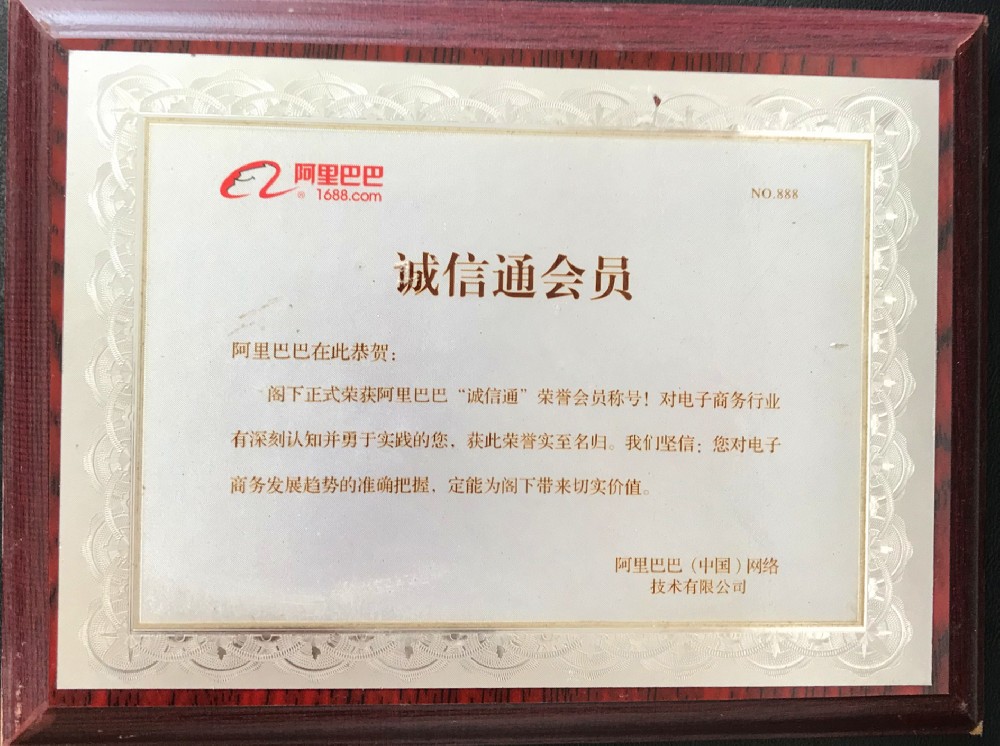 阿里巴巴
® 1688.com
NO.888
诚信通会员
阿里巴巴在此恭贺：
阁下正式荣获阿里巴巴“诚信通”荣誉会员称号！对电子商务行业
有深刻认知并勇于实践的您，获此荣誉实至名归。我们坚信：您对电子
商务发展趋势的准确把握，定能为阁下带来切实价值。
阿里巴巴（中国）网络
技术有限公司